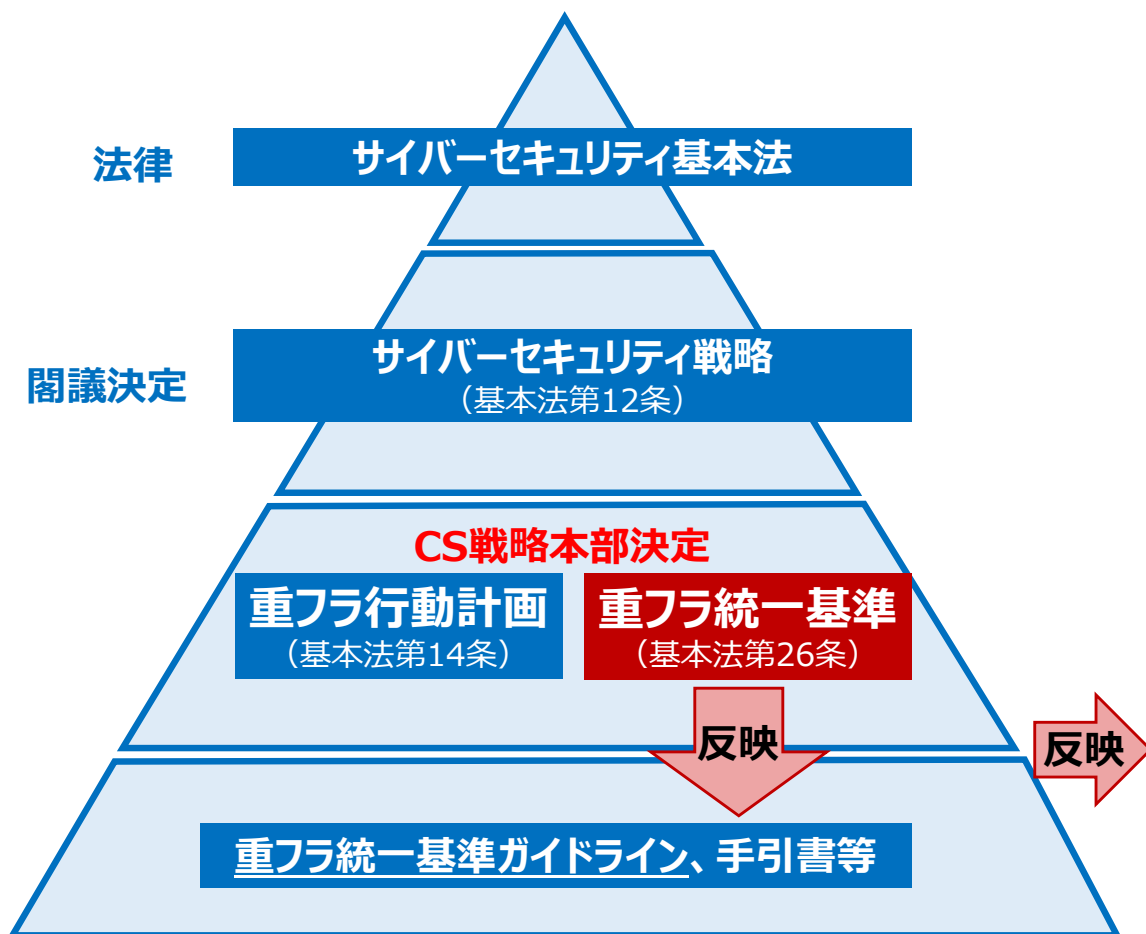 法律
サイバーセキュリティ基本法
閣議決定
サイバーセキュリティ戦略
（基本法第12条）
CS戦略本部決定
重フラ行動計画
（基本法第14条）
重フラ統一基準
（基本法第26条）
反映
反映
重フラ統一基準ガイドライン、手引書等